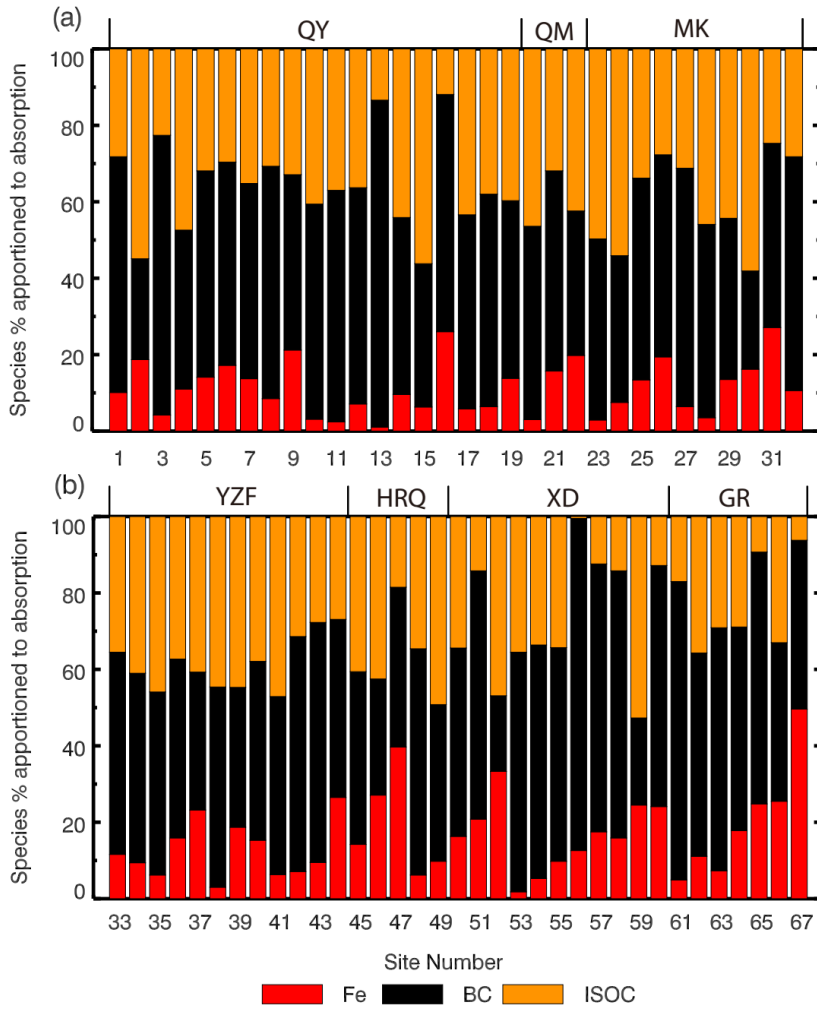 (a)
QY QM MK
Species % apportioned to absorption
100
80
60
40
20
0
1 3 5 7 9 11 13 15 17 19 21 23 25 27 29 31
(b)
YZF HRQ XD GR
Species % apportioned to absorption
100
80
60
40
20
0
33 35 37 39 41 43 45 47 49 51 53 55 57 59 61 63 65 67
Site Number
Fe BC ISOC